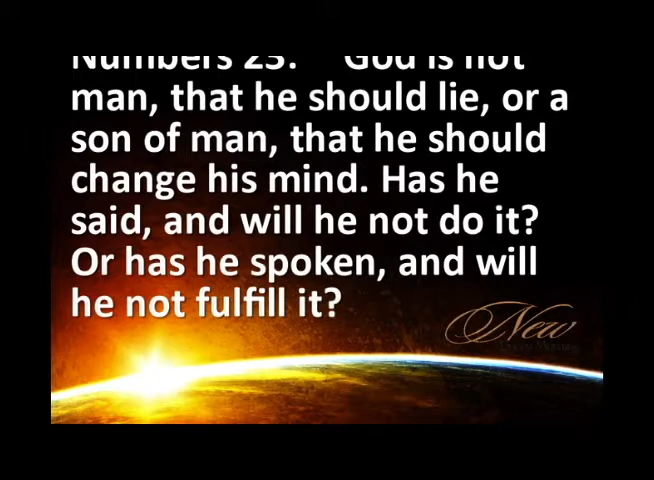 Numbers 23: God is not
man, that he should lie, or a
son of man, that he should
change his mind. Has he
said, and will he not do it?
Or has he spoken, and will
he not fulfill it?
New